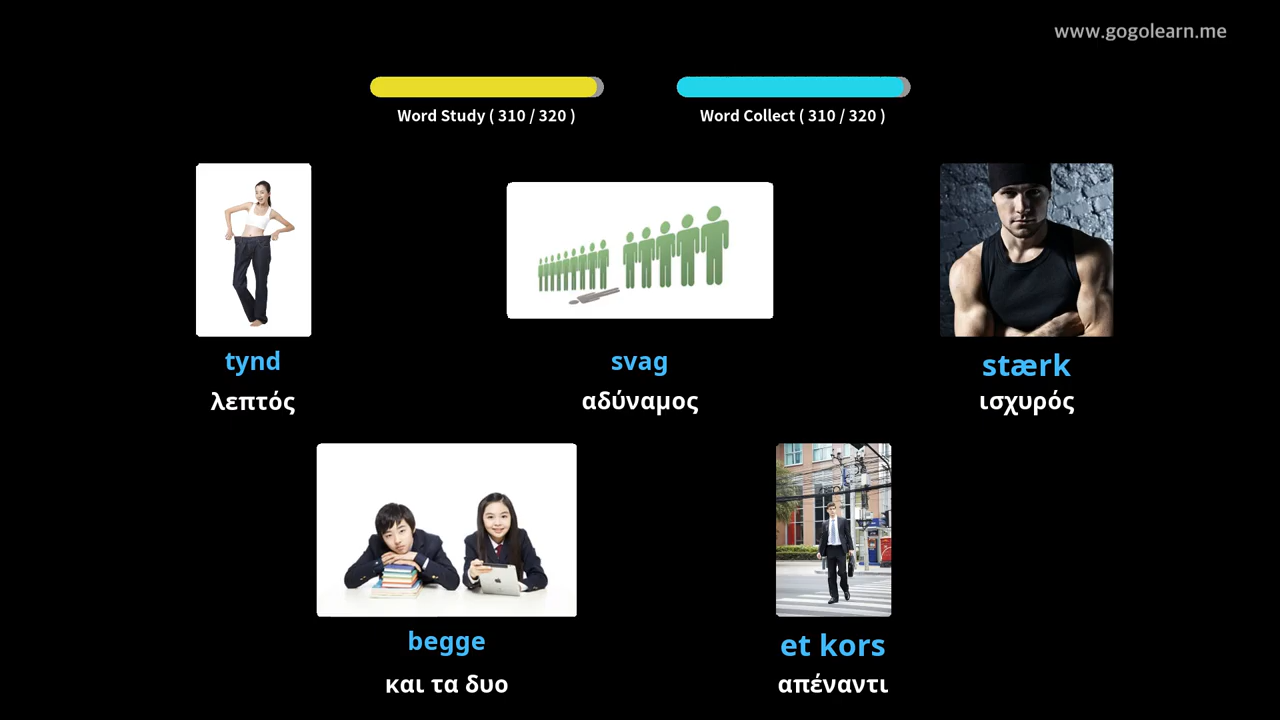 www.gogolearn.me
Word Study ( 310 / 320 )
Word Collect ( 310 / 320 )
tynd
λεπτός
svag
αδύναμος
stærk
ισχυρός
begge
και τα δυο
et kors
απέναντι